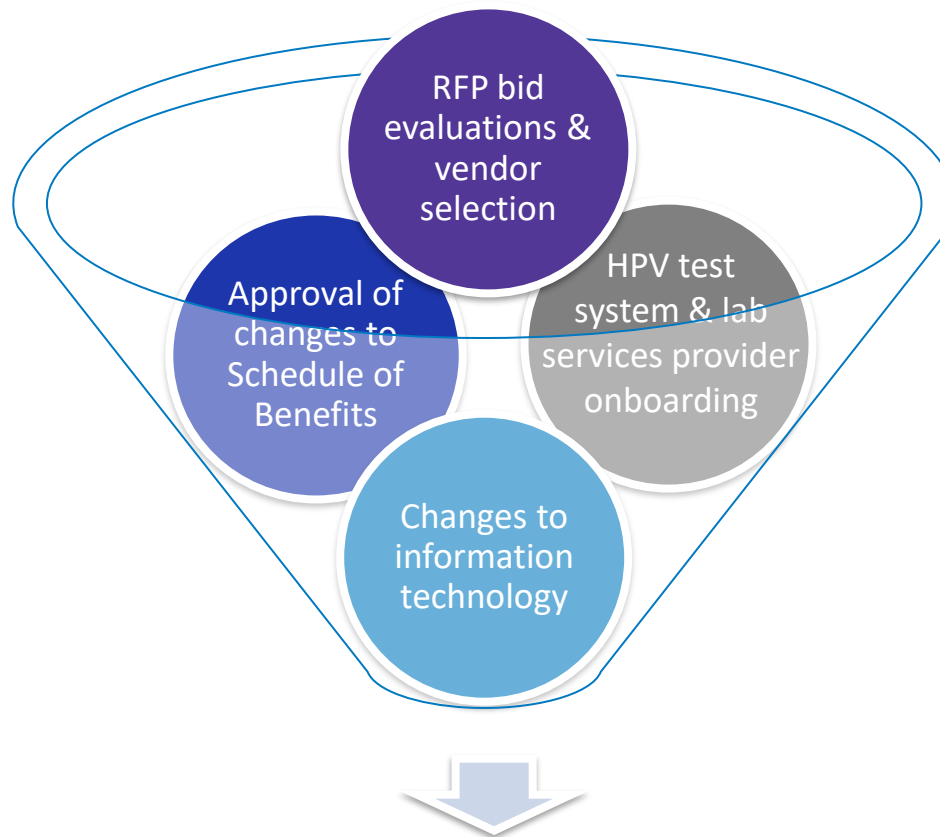 RFP bid
evaluations &
vendor
selection
Approval of
changes to
Schedule of
Benefits
HPV test
system & lab
services provider
onboarding
Changes to
information
technology